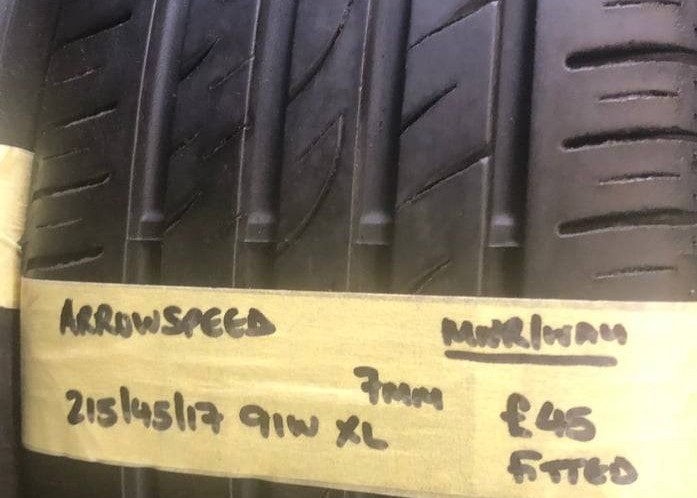 ARROWSPEED
7mm
215/45/17 91W XL
£45
FITTED